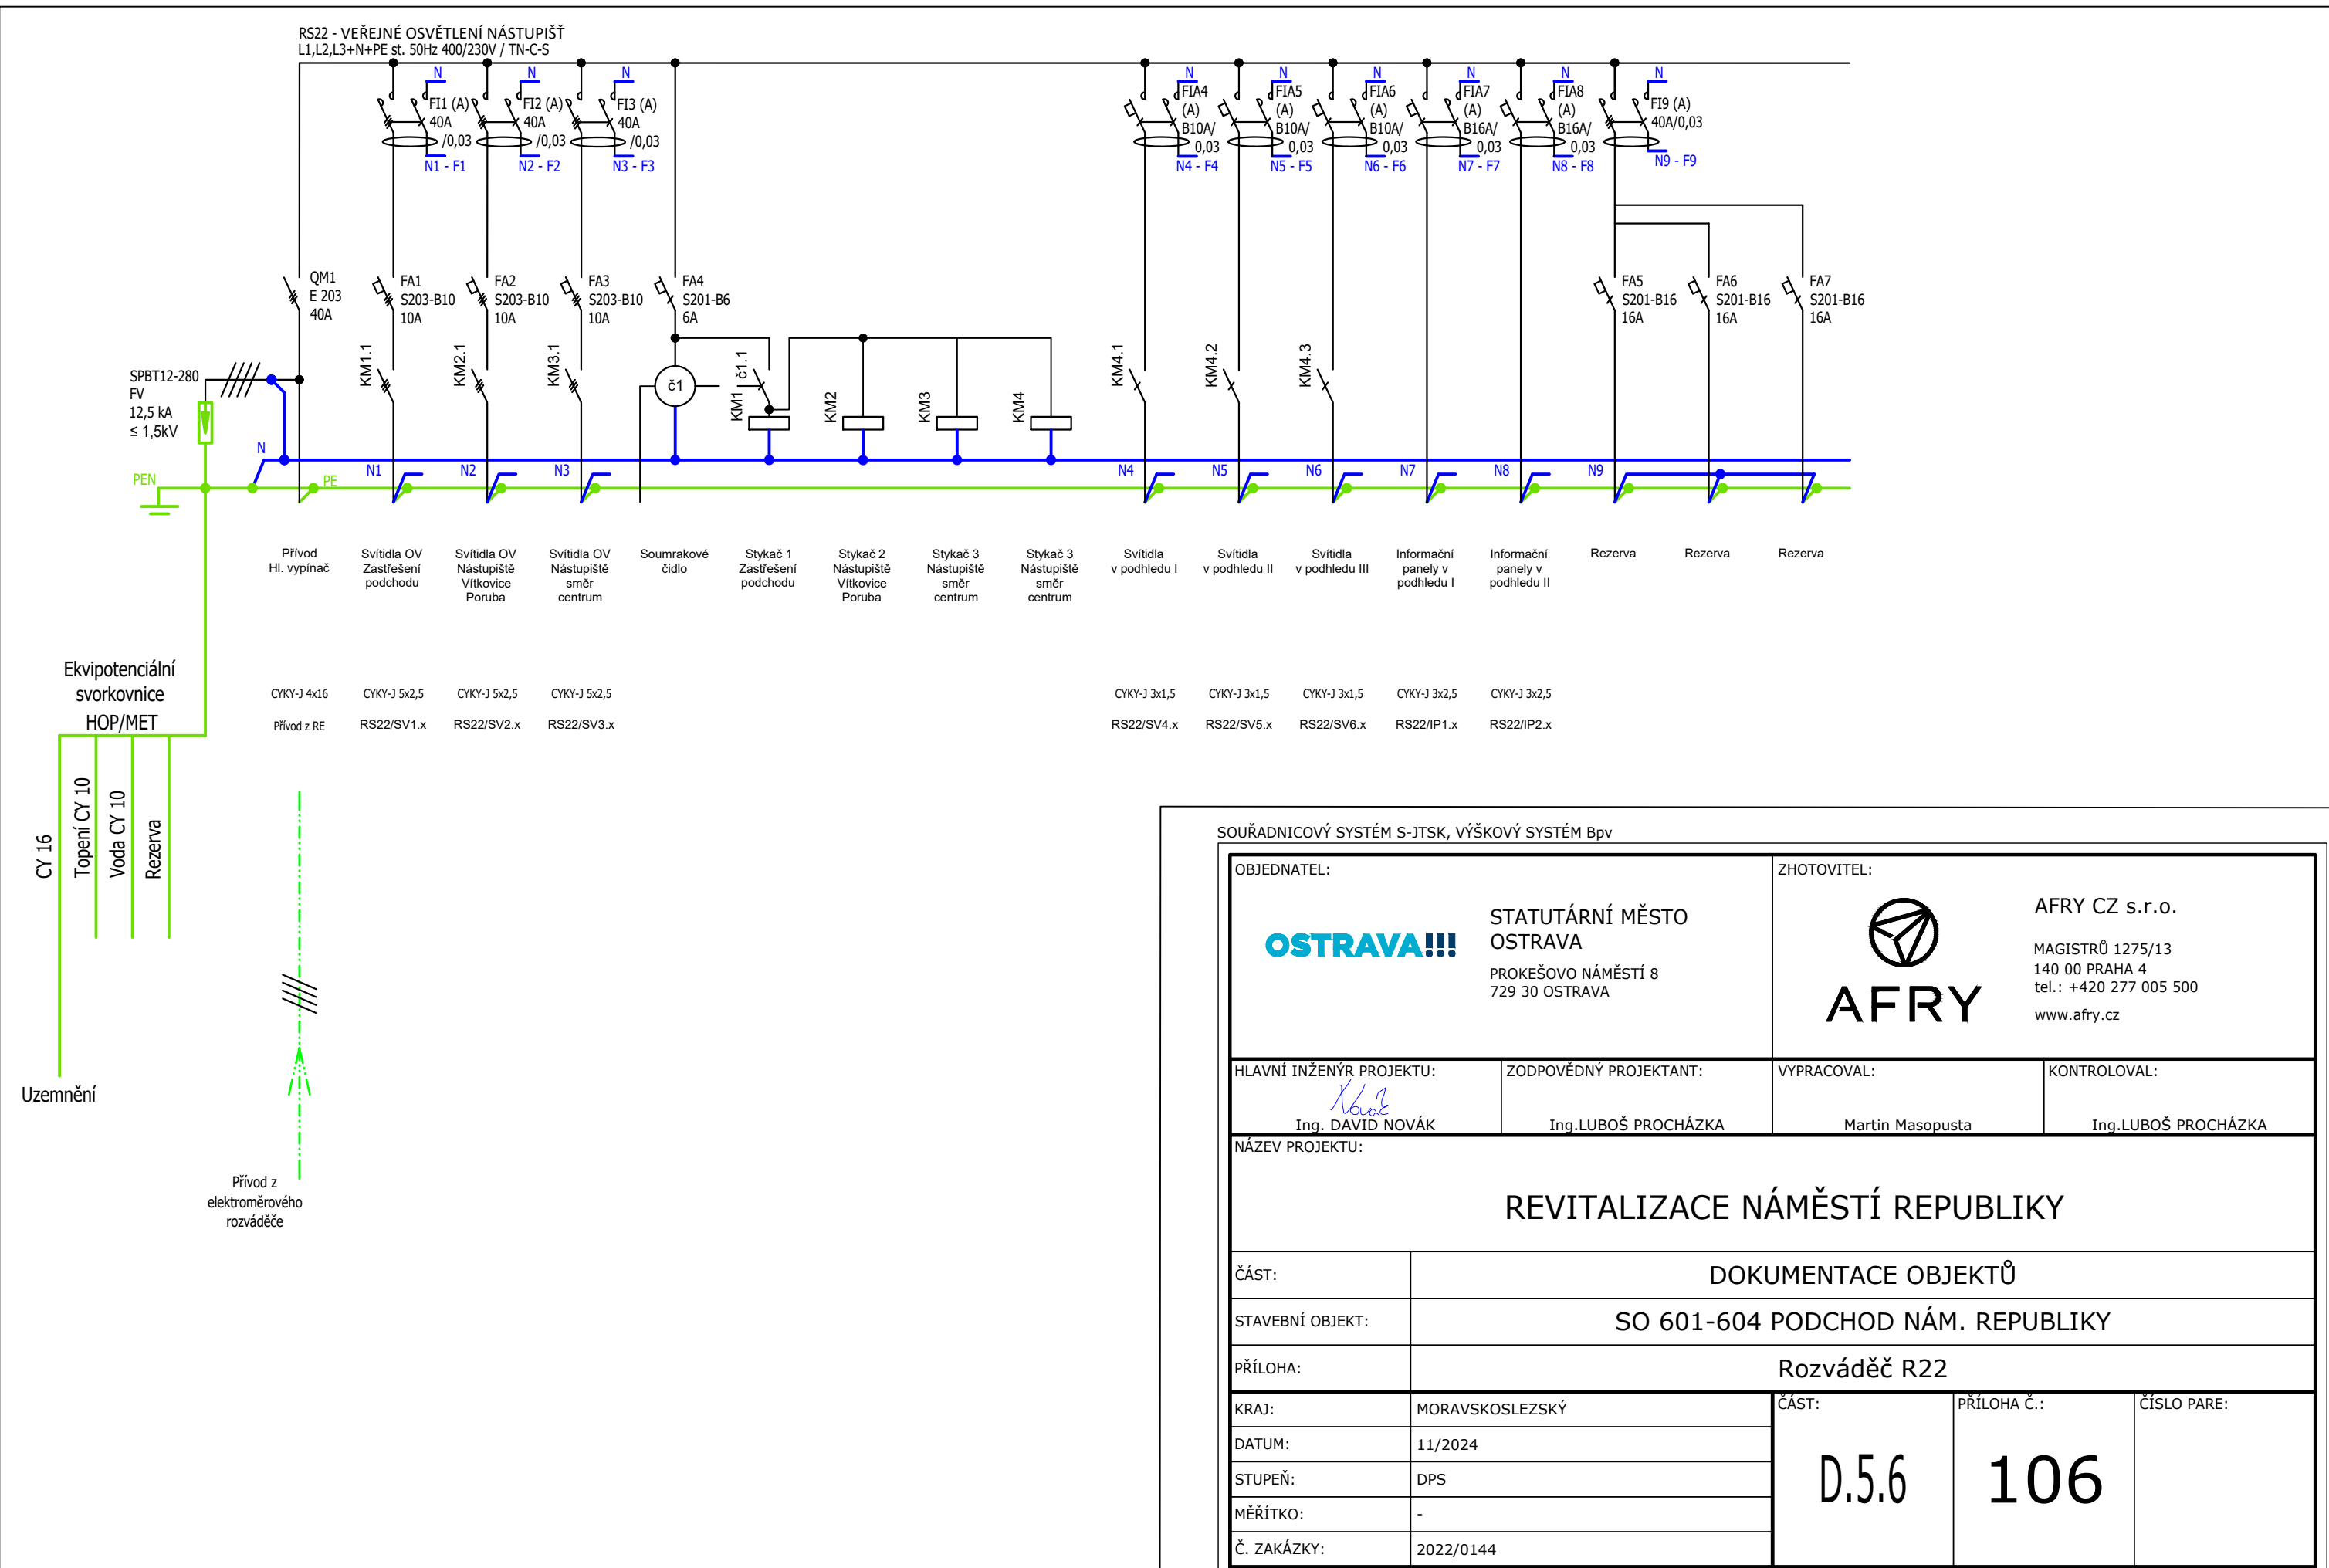 RS22 - VEŘEJNÉ OSVĚTLENÍ NÁSTUPIŠŤ
L1,L2,L3+N+PE st. 50Hz 400/230V / TN-C-S
N
FI1 (A)
40A
/0,03
N1 - F1
N
FI2 (A)
40A
/0,03
N2 - F2
N
FI3 (A)
40A
/0,03
N3 - F3
N
FIA4
(A)
B10A/
0,03
N4 - F4
N
FIA5
(A)
B10A/
0,03
N5 - F5
N
FIA6
(A)
B10A/
0,03
N6 - F6
N
FIA7
(A)
B16A/
0,03
N7 - F7
N
FIA8
(A)
B16A/
0,03
N8 - F8
N
FI9 (A)
40A/0,03
N9 - F9
QM1
E 203
40A
FA1
S203-B10
10A
FA2
S203-B10
10A
FA3
S203-B10
10A
FA4
S201-B6
6A
FA5
S201-B16
16A
FA6
S201-B16
16A
FA7
S201-B16
16A
SPBT12-280
FV
12,5 kA
≤ 1,5kV
KM1.1
KM2.1
KM3.1
č1
č1.1
KM1
KM2
KM3
KM4
KM4.1
KM4.2
KM4.3
N
N1
N2
N3
N4
N5
N6
N7
N8
N9
PEN
PE
Přívod
Hl. vypínač
Svítidla OV
Zastřešení
podchodu
Svítidla OV
Nástupiště
Vítkovice
Poruba
Svítidla OV
Nástupiště
směr
centrum
Soumrakové
čidlo
Stykač 1
Zastřešení
podchodu
Stykač 2
Nástupiště
Vítkovice
Poruba
Stykač 3
Nástupiště
směr
centrum
Stykač 3
Nástupiště
směr
centrum
Svítidla
v podhledu I
Svítidla
v podhledu II
Svítidla
v podhledu III
Informační
panely v
podhledu I
Informační
panely v
podhledu II
Rezerva
Rezerva
Rezerva
CYKY-J 4x16
CYKY-J 5x2,5
CYKY-J 5x2,5
CYKY-J 5x2,5
CYKY-J 3x1,5
CYKY-J 3x1,5
CYKY-J 3x1,5
CYKY-J 3x2,5
CYKY-J 3x2,5
Přívod z RE
RS22/SV1.x
RS22/SV2.x
RS22/SV3.x
RS22/SV4.x
RS22/SV5.x
RS22/SV6.x
RS22/IP1.x
RS22/IP2.x
Ekvipotenciální
svorkovnice
HOP/MET
CY 16
Topení CY 10
Voda CY 10
Rezerva
Uzemnění
Přívod z
elektroměrového
rozváděče
SOUŘADNICOVÝ SYSTÉM S-JTSK, VÝŠKOVÝ SYSTÉM Bpv
OBJEDNATEL:
OSTRAVA!!!
STATUTÁRNÍ MĚSTO
OSTRAVA
PROKEŠOVO NÁMĚSTÍ 8
729 30 OSTRAVA
ZHOTOVITEL:
AFRY
AFRY CZ s.r.o.
MAGISTRŮ 1275/13
140 00 PRAHA 4
tel.: +420 277 005 500
www.afry.cz
HLAVNÍ INŽENÝR PROJEKTU:
Novák
Ing. DAVID NOVÁK
ZODPOVĚDNÝ PROJEKTANT:
Ing.LUBOŠ PROCHÁZKA
VYPRACOVAL:
Martin Masopusta
KONTROLOVAL:
Ing.LUBOŠ PROCHÁZKA
NÁZEV PROJEKTU:
REVITALIZACE NÁMĚSTÍ REPUBLIKY
ČÁST:
DOKUMENTACE OBJEKTŮ
STAVEBNÍ OBJEKT:
SO 601-604 PODCHOD NÁM. REPUBLIKY
PŘÍLOHA:
Rozváděč R22
KRAJ:
MORAVSKOSLEZSKÝ
DATUM:
11/2024
STUPEŇ:
DPS
MĚŘÍTKO:
-
Č. ZAKÁZKY:
2022/0144
ČÁST:
D.5.6
PŘÍLOHA Č.:
106
ČÍSLO PARE: